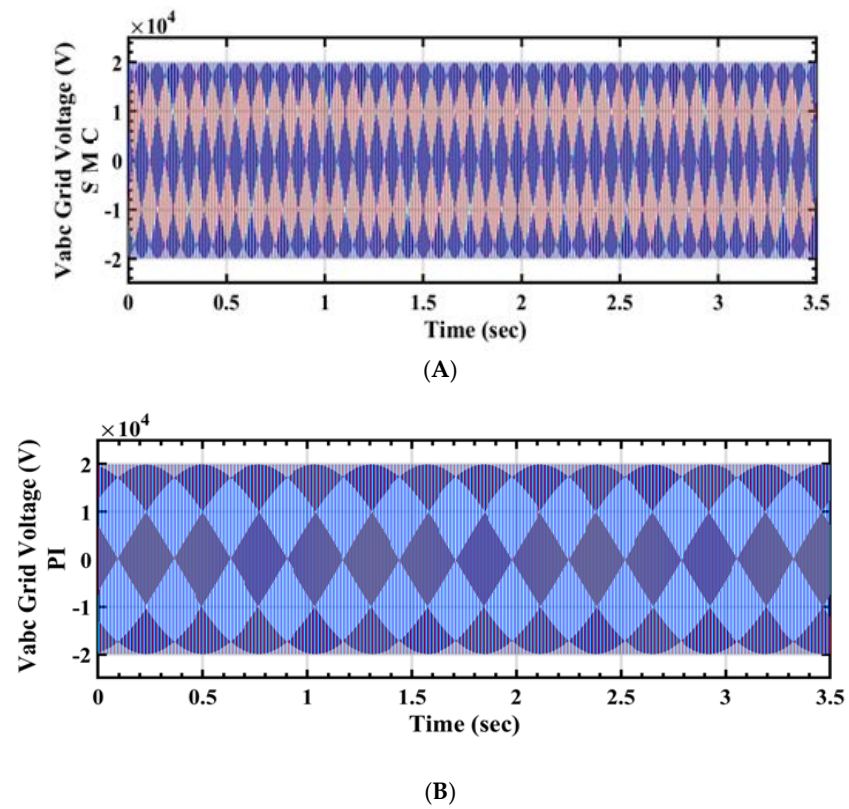 ×10⁴
Vabc Grid Voltage (V)
S M C
2
1
0
-1
-2
0 0.5 1 1.5 2 2.5 3 3.5
Time (sec)
(A)
×10⁴
Vabc Grid Voltage (V)
PI
2
1
0
-1
-2
0 0.5 1 1.5 2 2.5 3 3.5
Time (sec)
(B)